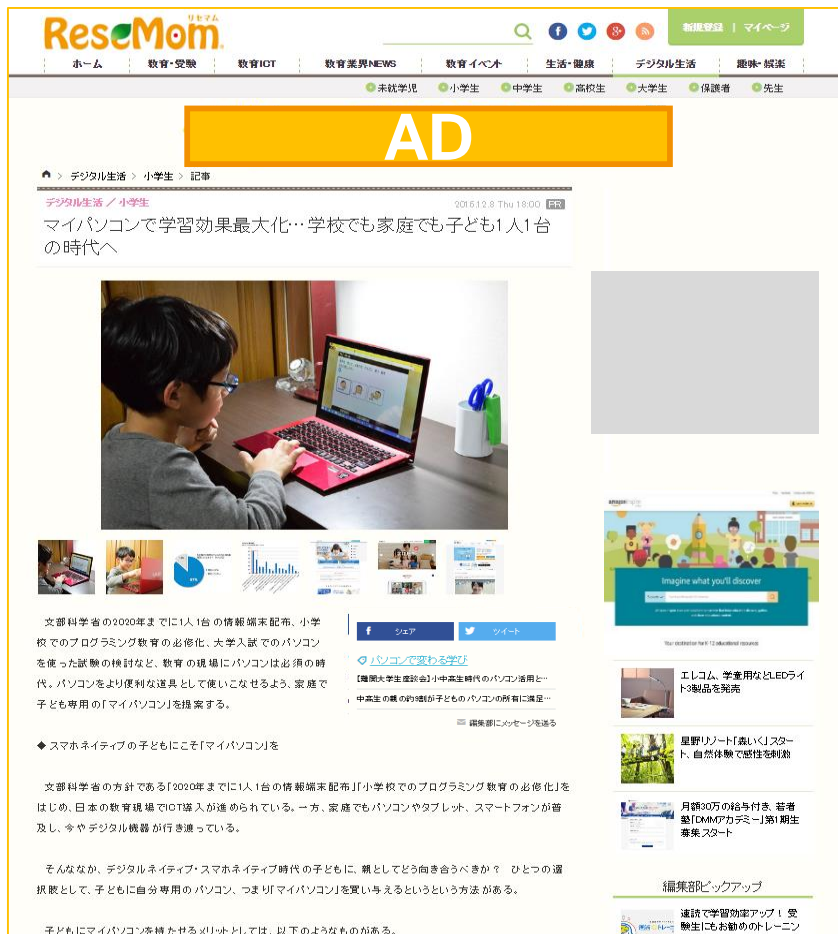 リセマム
ReseMom
新規登録 | マイページ
ホーム
教育・受験
教育ICT
教育業界NEWS
教育イベント
生活・健康
デジタル生活
趣味・娯楽
未就学児
小学生
中学生
高校生
大学生
保護者
先生
AD
デジタル生活 > 小学生 > 記事
デジタル生活 / 小学生
2016.12.8 Thu 18:00 PR
マイパソコンで学習効果最大化…学校でも家庭でも子ども1人1台
の時代へ
文部科学省の2020年までに1人1台の情報端末配布、小学
校でのプログラミング教育の必修化、大学入試でのパソコン
を使った試験の検討など、教育の現場にパソコンは必須の時
代。パソコンをより便利な道具として使いこなせるよう、家庭で
子ども専用の「マイパソコン」を提案する。
シェア
ツイート
パソコンで変わる学び
【難関大学生座談会】小中高生時代のパソコン活用と…
中高生の親の約9割が子どものパソコンの所有に満足…
編集部にメッセージを送る
◆ スマホネイティブの子どもにこそ「マイパソコン」を
文部科学省の方針である「2020年までに1人1台の情報端末配布」「小学校でのプログラミング教育の必修化」を
はじめ、日本の教育現場でICT導入が進められている。一方、家庭でもパソコンやタブレット、スマートフォンが普
及し、今やデジタル機器が行き渡っている。
そんななか、デジタルネイティブ・スマホネイティブ時代の子どもに、親としてどう向き合うべきか？ ひとつの選
択肢として、子どもに自分専用のパソコン、つまり「マイパソコン」を買い与えるというという方法がある。
子どもにマイパソコンを持たせるメリットとしては、以下のようなものがある。
Imagine what you'll discover
Your destination for K-12 educational resources
エレコム、学童用などLEDライ
ト3製品を発売
星野リゾート「森いく」スター
ト、自然体験で感性を刺激
月額30万の給与付き、若者
塾「DMMアカデミー」第1期生
募集スタート
編集部ピックアップ
速読で学習効率アップ！ 受
験生にもお勧めのトレーニン